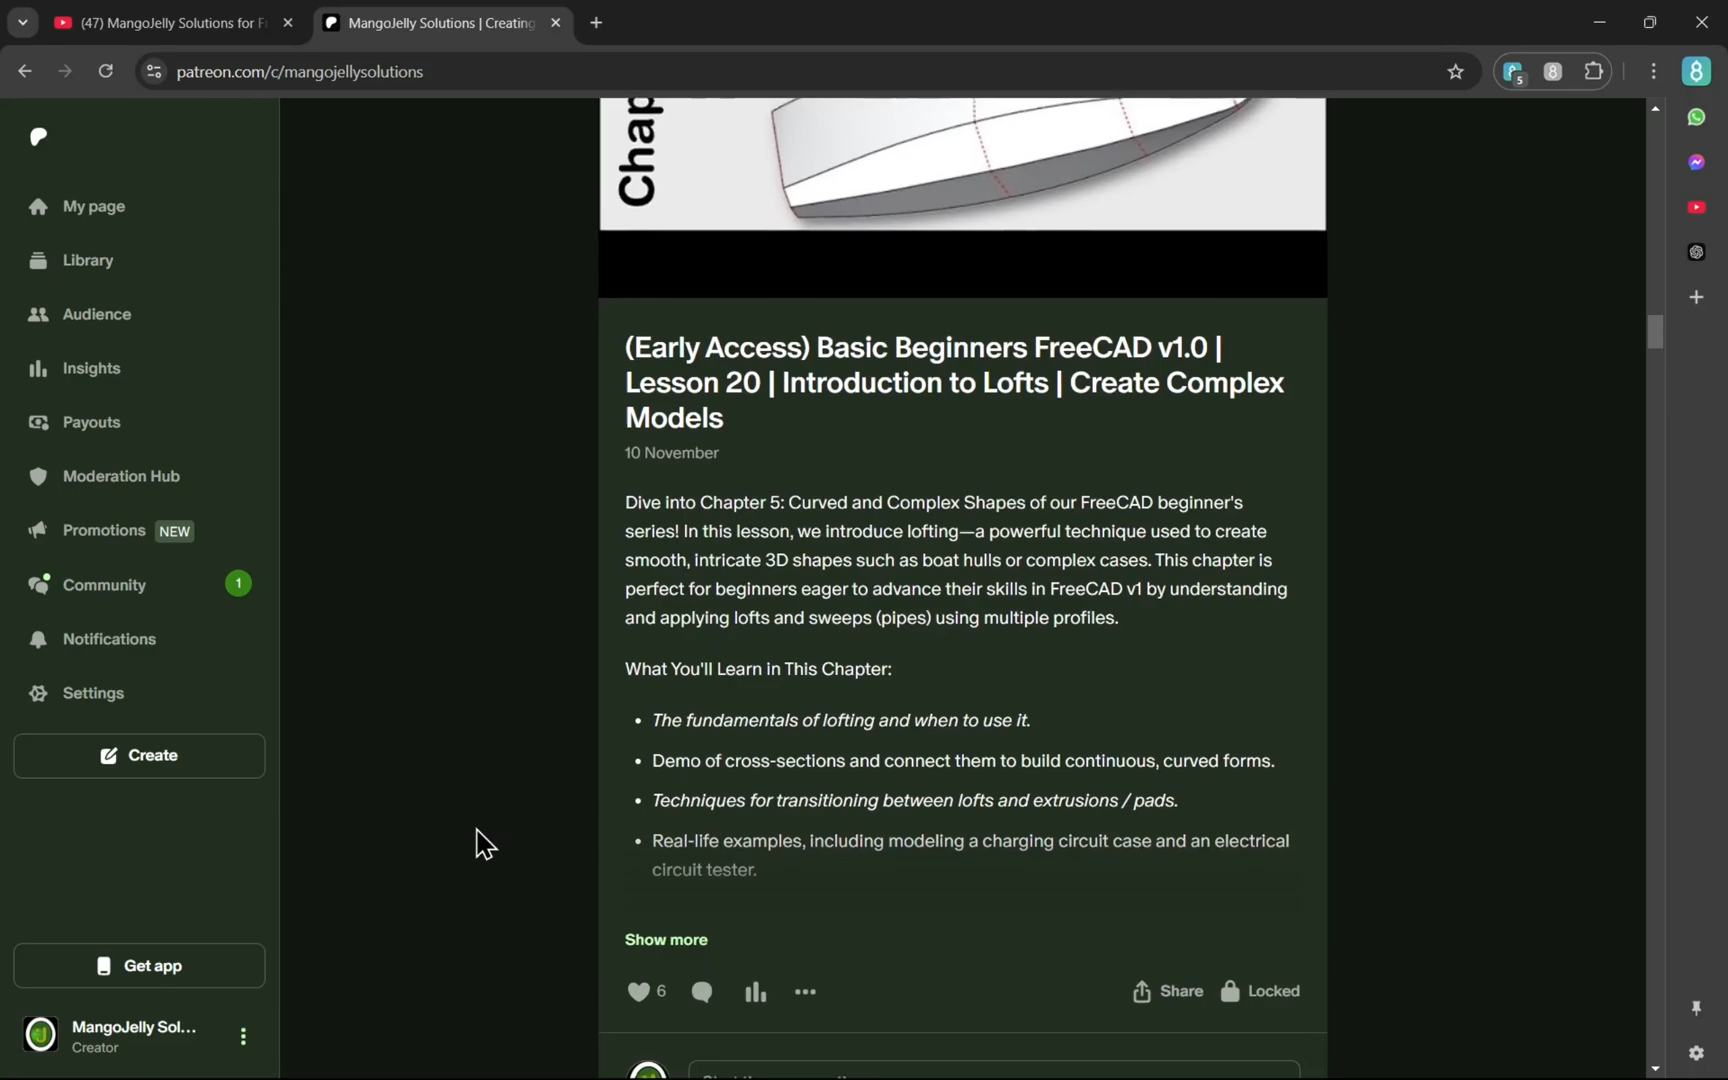 (47) MangoJelly Solutions for F
MangoJelly Solutions | Creating
patreon.com/c/mangojellysolutions
5
My page
Library
Audience
Insights
Payouts
Moderation Hub
Promotions NEW
Community 1
Notifications
Settings
Create
Get app
MangoJelly Sol...
Creator
Chap
(Early Access) Basic Beginners FreeCAD v1.0 |
Lesson 20 | Introduction to Lofts | Create Complex
Models
10 November
Dive into Chapter 5: Curved and Complex Shapes of our FreeCAD beginner's
series! In this lesson, we introduce lofting—a powerful technique used to create
smooth, intricate 3D shapes such as boat hulls or complex cases. This chapter is
perfect for beginners eager to advance their skills in FreeCAD v1 by understanding
and applying lofts and sweeps (pipes) using multiple profiles.
What You'll Learn in This Chapter:
• The fundamentals of lofting and when to use it.
• Demo of cross-sections and connect them to build continuous, curved forms.
• Techniques for transitioning between lofts and extrusions / pads.
• Real-life examples, including modeling a charging circuit case and an electrical
circuit tester.
Show more
6
Share
Locked